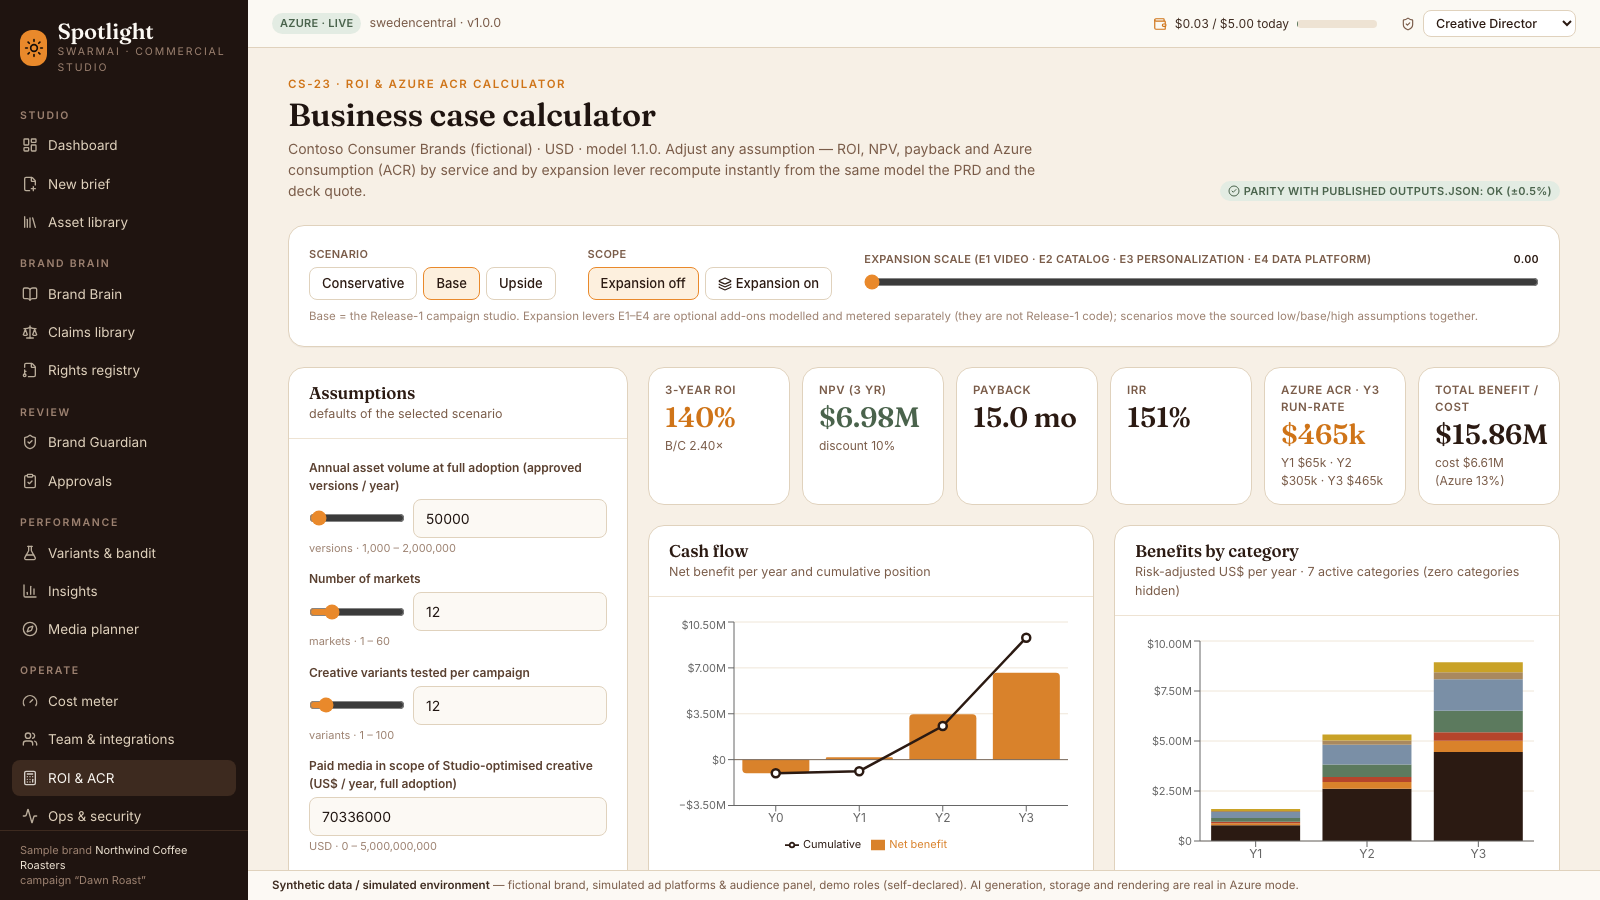 Spotlight
SWARMAI · COMMERCIAL
STUDIO
STUDIO
Dashboard
New brief
Asset library
BRAND BRAIN
Brand Brain
Claims library
Rights registry
REVIEW
Brand Guardian
Approvals
PERFORMANCE
Variants & bandit
Insights
Media planner
OPERATE
Cost meter
Team & integrations
ROI & ACR
Ops & security
Sample brand Northwind Coffee
Roasters
campaign “Dawn Roast”
AZURE · LIVE swedencentral · v1.0.0
$0.03 / $5.00 today
Creative Director
CS-23 · ROI & AZURE ACR CALCULATOR
Business case calculator
Contoso Consumer Brands (fictional) · USD · model 1.1.0. Adjust any assumption — ROI, NPV, payback and Azure
consumption (ACR) by service and by expansion lever recompute instantly from the same model the PRD and the
deck quote.
PARITY WITH PUBLISHED OUTPUTS.JSON: OK (±0.5%)
SCENARIO
Conservative Base Upside
SCOPE
Expansion off Expansion on
EXPANSION SCALE (E1 VIDEO · E2 CATALOG · E3 PERSONALIZATION · E4 DATA PLATFORM) 0.00
Base = the Release-1 campaign studio. Expansion levers E1–E4 are optional add-ons modelled and metered separately (they are not Release-1 code); scenarios move the sourced low/base/high assumptions together.
Assumptions
defaults of the selected scenario
Annual asset volume at full adoption (approved
versions / year)
50000
versions · 1,000 – 2,000,000
Number of markets
12
markets · 1 – 60
Creative variants tested per campaign
12
variants · 1 – 100
Paid media in scope of Studio-optimised creative
(US$ / year, full adoption)
70336000
USD · 0 – 5,000,000,000
3-YEAR ROI
140%
B/C 2.40×
NPV (3 YR)
$6.98M
discount 10%
PAYBACK
15.0 mo
IRR
151%
AZURE ACR · Y3
RUN-RATE
$465k
Y1 $65k · Y2
$305k · Y3 $465k
TOTAL BENEFIT /
COST
$15.86M
cost $6.61M
(Azure 13%)
Cash flow
Net benefit per year and cumulative position
$10.50M
$7.00M
$3.50M
$0
−$3.50M
Y0 Y1 Y2 Y3
Cumulative Net benefit
Benefits by category
Risk-adjusted US$ per year · 7 active categories (zero categories
hidden)
$10.00M
$7.50M
$5.00M
$2.50M
$0
Y1 Y2 Y3
Synthetic data / simulated environment — fictional brand, simulated ad platforms & audience panel, demo roles (self-declared). AI generation, storage and rendering are real in Azure mode.